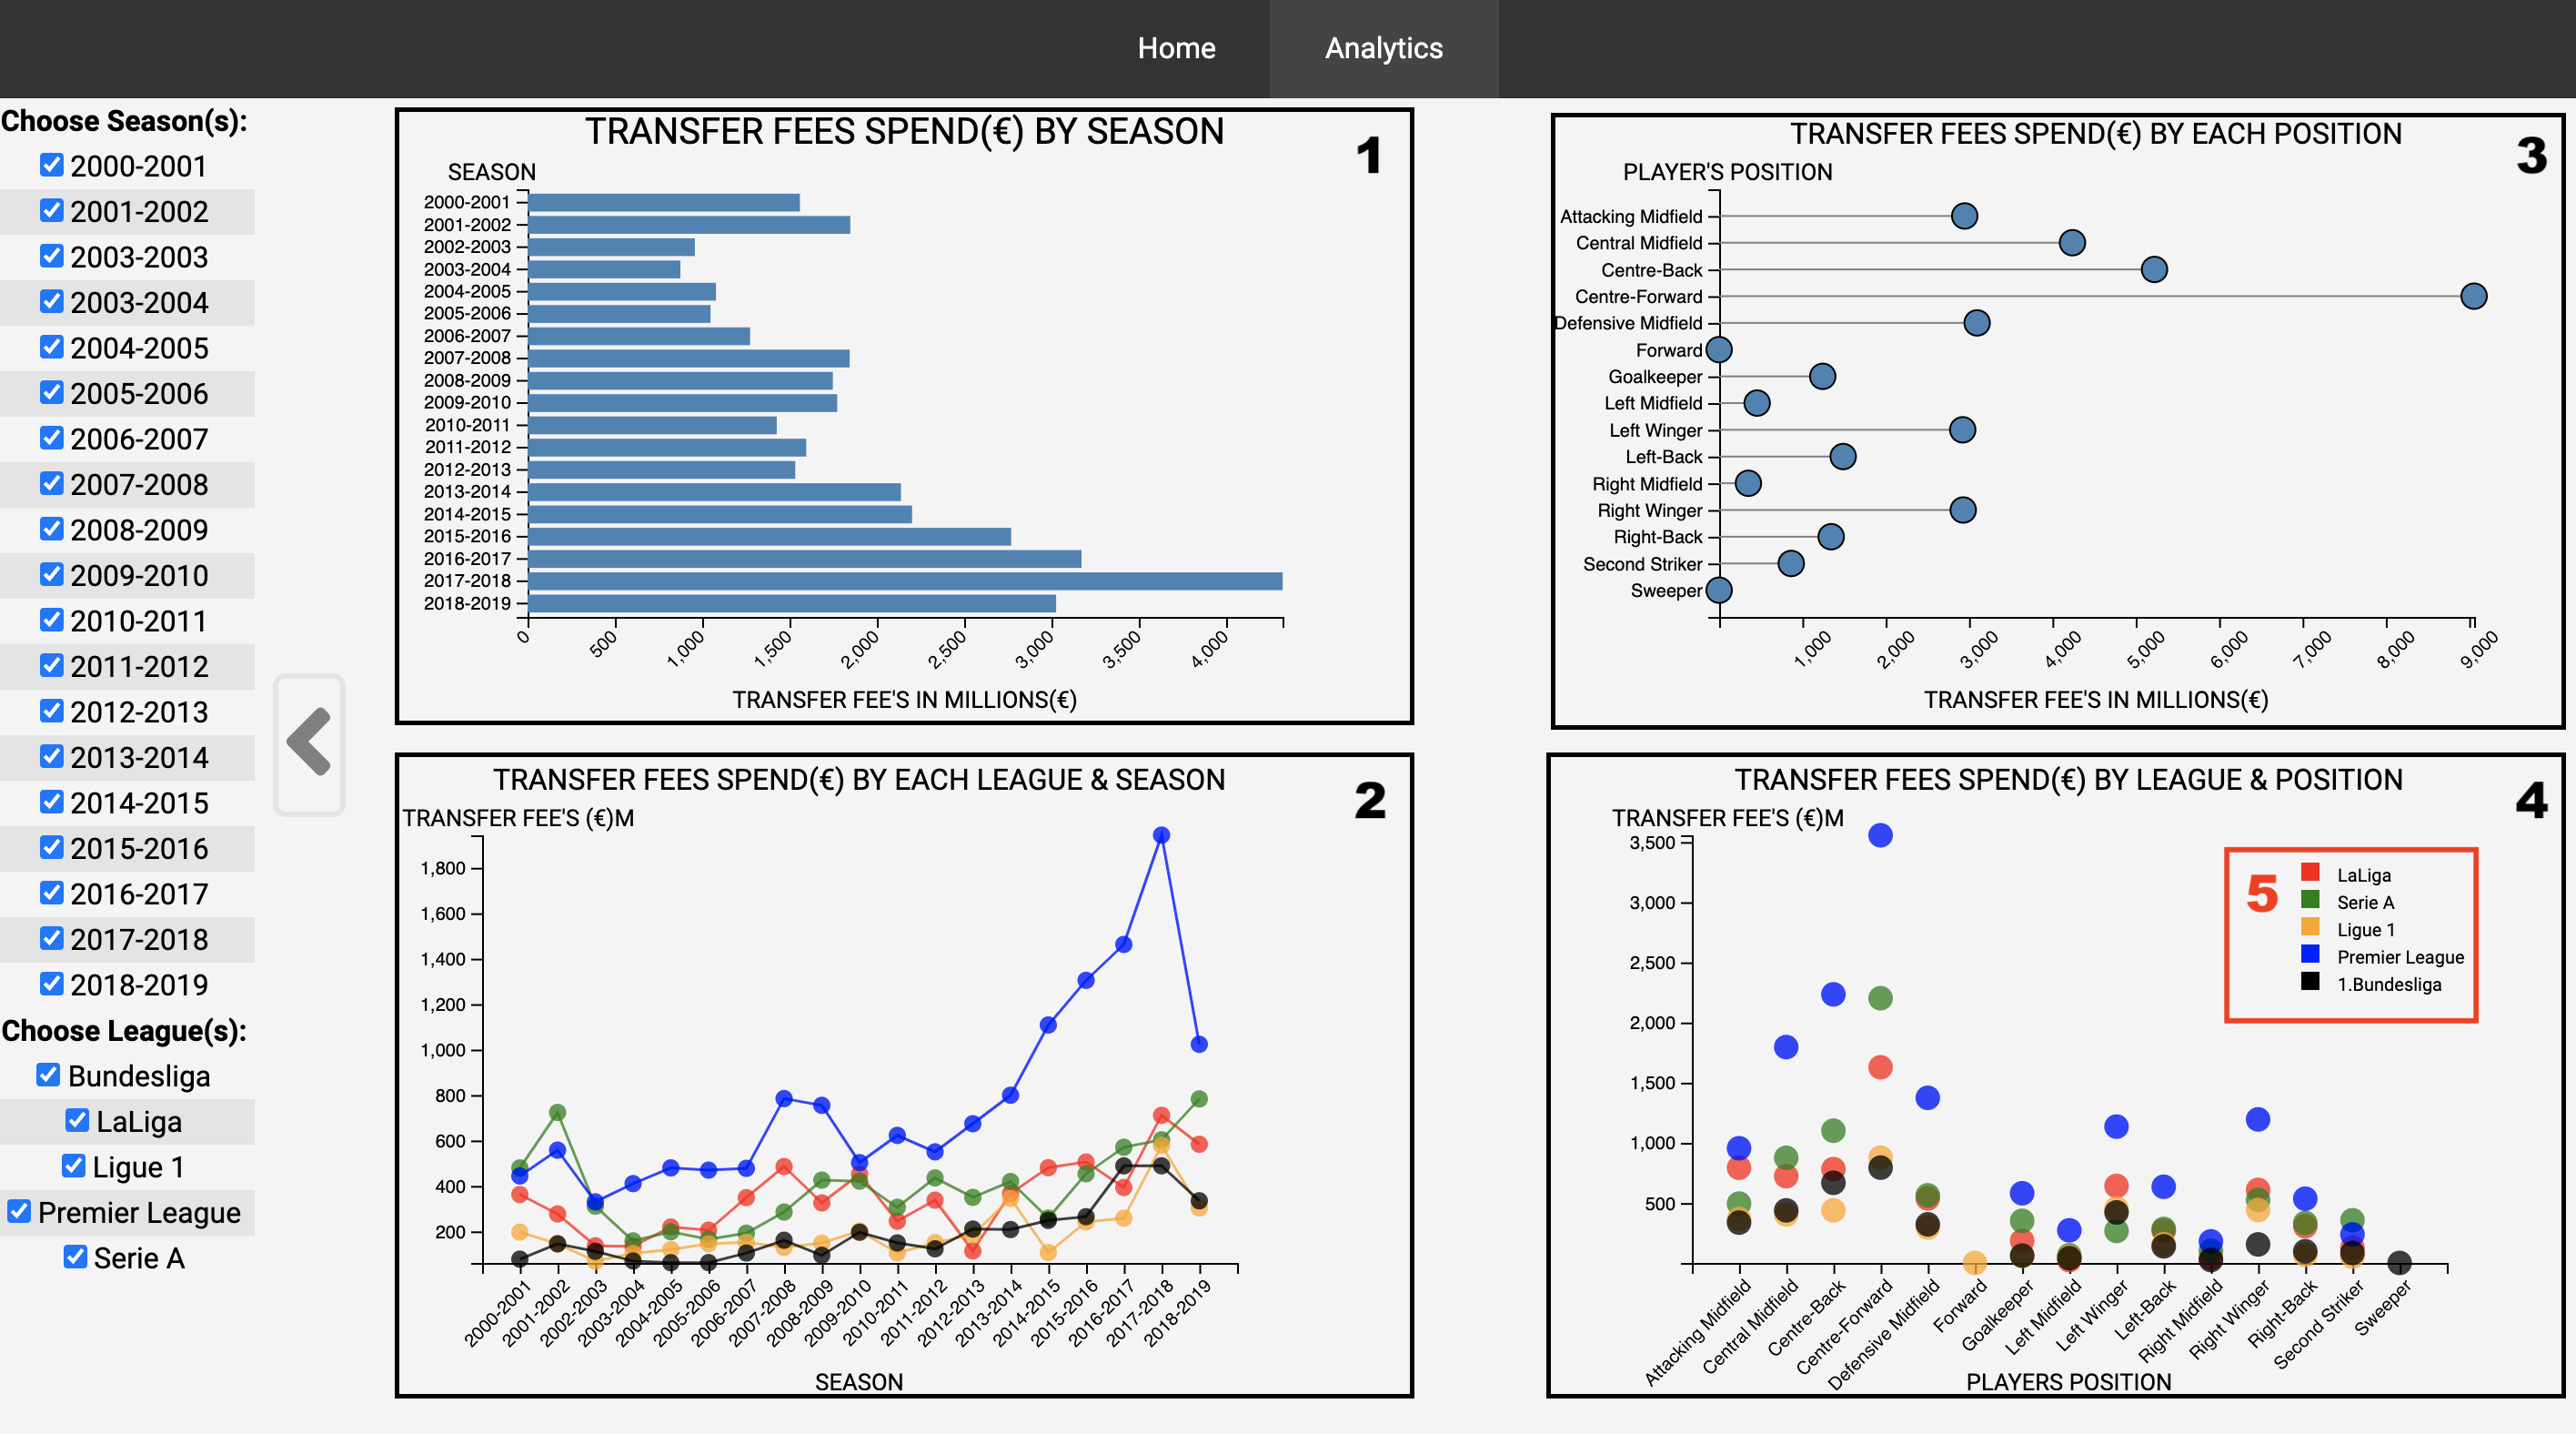 Home
Analytics
Choose Season(s):
2000-2001
2001-2002
2003-2003
2003-2004
2004-2005
2005-2006
2006-2007
2007-2008
2008-2009
2009-2010
2010-2011
2011-2012
2012-2013
2013-2014
2014-2015
2015-2016
2016-2017
2017-2018
2018-2019
Choose League(s):
Bundesliga
LaLiga
Ligue 1
Premier League
Serie A
TRANSFER FEES SPEND(€) BY SEASON
1
SEASON
2000-2001
2001-2002
2002-2003
2003-2004
2004-2005
2005-2006
2006-2007
2007-2008
2008-2009
2009-2010
2010-2011
2011-2012
2012-2013
2013-2014
2014-2015
2015-2016
2016-2017
2017-2018
2018-2019
0
500
1,000
1,500
2,000
2,500
3,000
3,500
4,000
TRANSFER FEE'S IN MILLIONS(€)
TRANSFER FEES SPEND(€) BY EACH LEAGUE & SEASON
2
TRANSFER FEE'S (€)M
1,800
1,600
1,400
1,200
1,000
800
600
400
200
2000-2001
2001-2002
2002-2003
2003-2004
2004-2005
2005-2006
2006-2007
2007-2008
2008-2009
2009-2010
2010-2011
2011-2012
2012-2013
2013-2014
2014-2015
2015-2016
2016-2017
2017-2018
2018-2019
SEASON
TRANSFER FEES SPEND(€) BY EACH POSITION
3
PLAYER'S POSITION
Attacking Midfield
Central Midfield
Centre-Back
Centre-Forward
Defensive Midfield
Forward
Goalkeeper
Left Midfield
Left Winger
Left-Back
Right Midfield
Right Winger
Right-Back
Second Striker
Sweeper
1,000
2,000
3,000
4,000
5,000
6,000
7,000
8,000
9,000
TRANSFER FEE'S IN MILLIONS(€)
TRANSFER FEES SPEND(€) BY LEAGUE & POSITION
4
TRANSFER FEE'S (€)M
3,500
3,000
2,500
2,000
1,500
1,000
500
5
LaLiga
Serie A
Ligue 1
Premier League
1.Bundesliga
Attacking Midfield
Central Midfield
Centre-Back
Centre-Forward
Defensive Midfield
Forward
Goalkeeper
Left Midfield
Left Winger
Left-Back
Right Midfield
Right Winger
Right-Back
Second Striker
Sweeper
PLAYERS POSITION